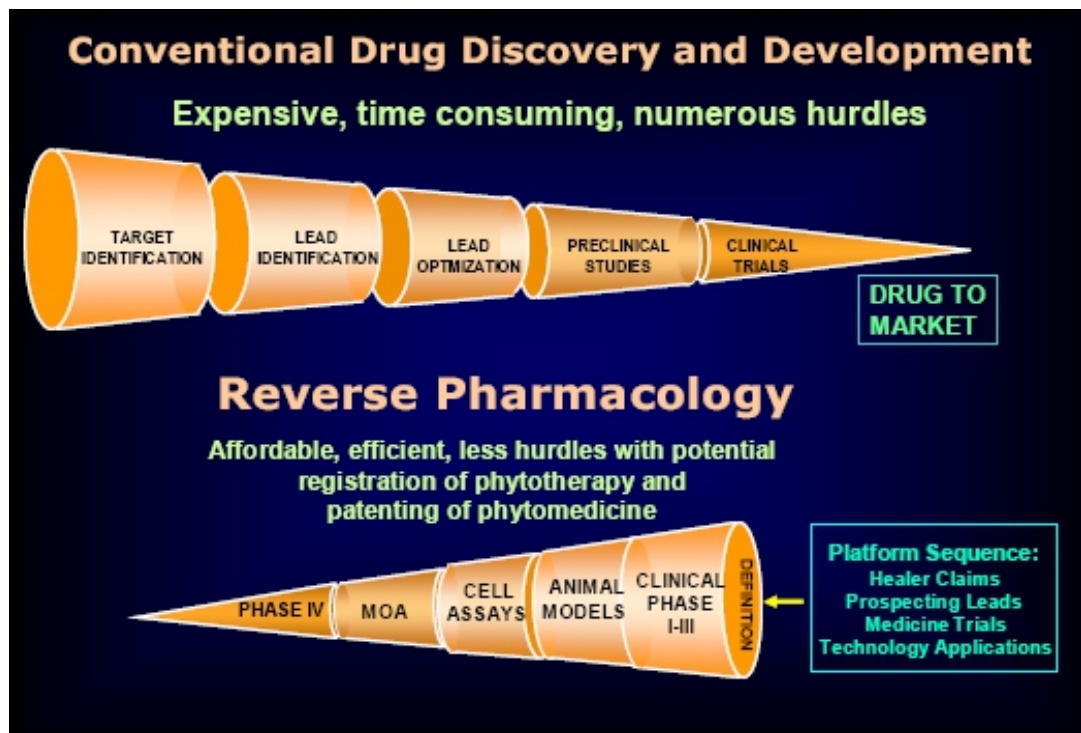 Conventional Drug Discovery and Development
Expensive, time consuming, numerous hurdles
TARGET
IDENTIFICATION
LEAD
IDENTIFICATION
LEAD
OPTMIZATION
PRECLINICAL
STUDIES
CLINICAL
TRIALS
DRUG TO
MARKET
Reverse Pharmacology
Affordable, efficient, less hurdles with potential
registration of phytotherapy and
patenting of phytomedicine
PHASE IV
MOA
CELL
ASSAYS
ANIMAL
MODELS
CLINICAL
PHASE
I-III
DEFINITION
Platform Sequence:
Healer Claims
Prospecting Leads
Medicine Trials
Technology Applications